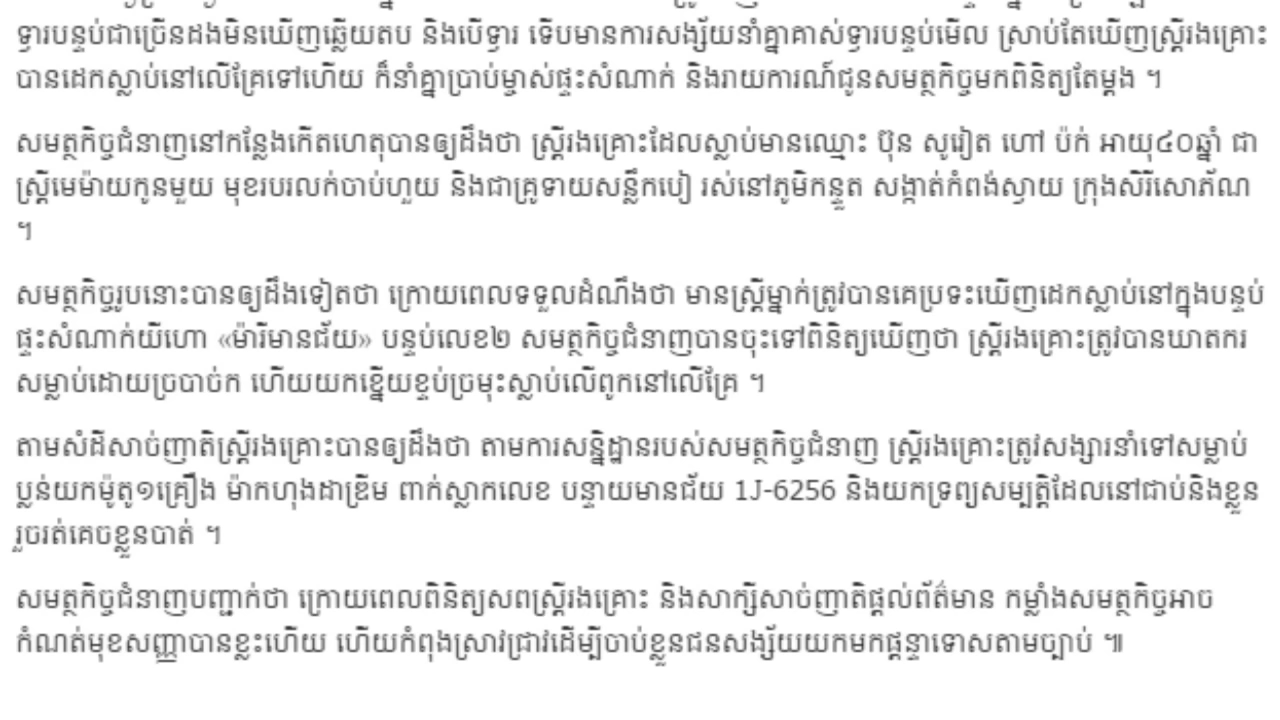 ទ្វារបន្ទប់ជាច្រើនដងមិនឃើញឆ្លើយតប និងបើទ្វារ ទើបមានការសង្ស័យនាំគ្នាគាស់ទ្វារបន្ទប់មើល ស្រាប់តែឃើញស្ត្រីរងគ្រោះ
បានដេកស្លាប់នៅលើគ្រែទៅហើយ ក៏នាំគ្នាប្រាប់ម្ចាស់ផ្ទះសំណាក់ និងរាយការណ៍ជូនសមត្ថកិច្ចមកពិនិត្យតែម្តង ។
សមត្ថកិច្ចជំនាញនៅកន្លែងកើតហេតុបានឲ្យដឹងថា ស្ត្រីរងគ្រោះដែលស្លាប់មានឈ្មោះ ប៊ុន សូរៀត ហៅ ប៉ក់ អាយុ៤០ឆ្នាំ ជា
ស្ត្រីមេម៉ាយកូនមួយ មុខរបរលក់ចាប់ហួយ និងជាគ្រូទាយសន្លឹកបៀ រស់នៅភូមិកន្ទួត សង្កាត់កំពង់ស្វាយ ក្រុងសិរីសោភ័ណ
។
សមត្ថកិច្ចរូបនោះបានឲ្យដឹងទៀតថា ក្រោយពេលទទួលដំណឹងថា មានស្ត្រីម្នាក់ត្រូវបានគេប្រទះឃើញដេកស្លាប់នៅក្នុងបន្ទប់
ផ្ទះសំណាក់យីហោ «ម៉ារីមានជ័យ» បន្ទប់លេខ២ សមត្ថកិច្ចជំនាញបានចុះទៅពិនិត្យឃើញថា ស្ត្រីរងគ្រោះត្រូវបានឃាតករ
សម្លាប់ដោយច្របាច់ក ហើយយកខ្នើយខ្ទប់ច្រមុះស្លាប់លើពូកនៅលើគ្រែ ។
តាមសំដីសាច់ញាតិស្ត្រីរងគ្រោះបានឲ្យដឹងថា តាមការសន្និដ្ឋានរបស់សមត្ថកិច្ចជំនាញ ស្ត្រីរងគ្រោះត្រូវសង្សារនាំទៅសម្លាប់
ប្លន់យកម៉ូតូ១គ្រឿង ម៉ាកហុងដាឌ្រីម ពាក់ស្លាកលេខ បន្ទាយមានជ័យ 1J-6256 និងយកទ្រព្យសម្បត្តិដែលនៅជាប់និងខ្លួន
រួចរត់គេចខ្លួនបាត់ ។
សមត្ថកិច្ចជំនាញបញ្ជាក់ថា ក្រោយពេលពិនិត្យសពស្ត្រីរងគ្រោះ និងសាក្សីសាច់ញាតិផ្តល់ព័ត៌មាន កម្លាំងសមត្ថកិច្ចអាច
កំណត់មុខសញ្ញាបានខ្លះហើយ ហើយកំពុងស្រាវជ្រាវដើម្បីចាប់ខ្លួនជនសង្ស័យយកមកផ្តន្ទាទោសតាមច្បាប់ ៕